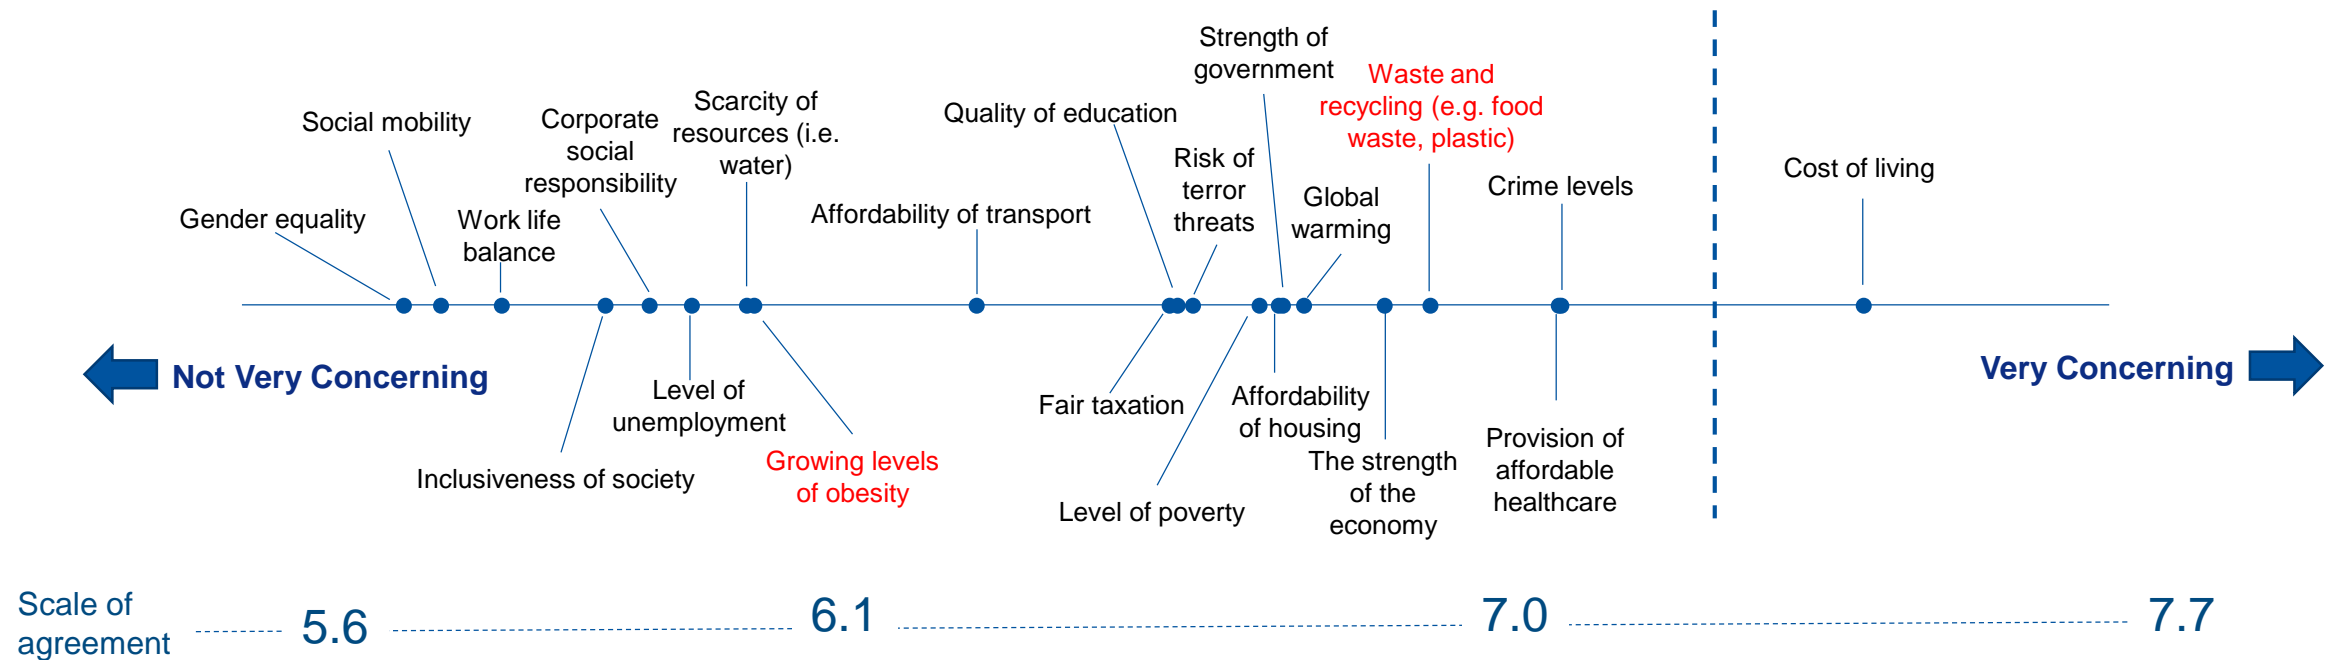 Strength of
government
Waste and
recycling (e.g. food
waste, plastic)
Scarcity of
resources (i.e.
water)
Social mobility
Corporate
social
responsibility
Quality of education
Risk of
terror
threats
Cost of living
Crime levels
Global
warming
Gender equality
Work life
balance
Affordability of transport
Not Very Concerning
Very Concerning
Level of
unemployment
Fair taxation
Affordability
of housing
Inclusiveness of society
Growing levels
of obesity
Level of poverty
The strength
of the
economy
Provision of
affordable
healthcare
Scale of
agreement
5.6
6.1
7.0
7.7